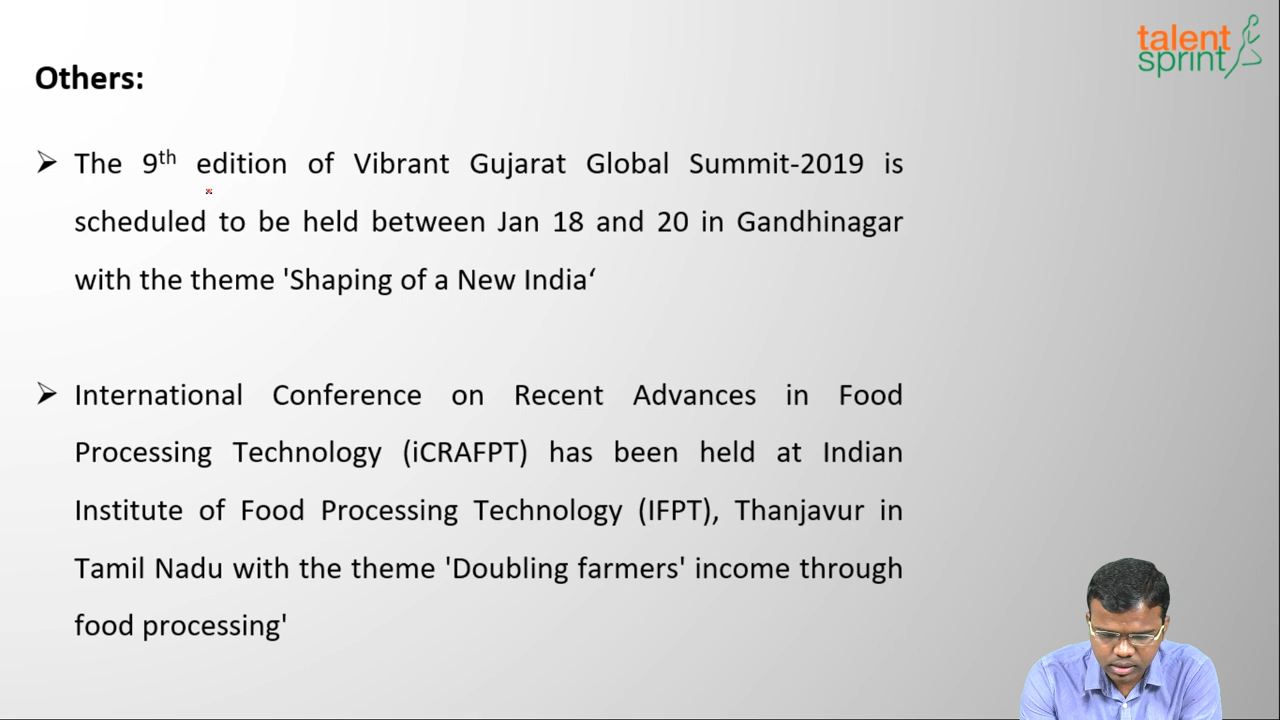 talent
sprint
Others:
➢ The 9th edition of Vibrant Gujarat Global Summit-2019 is
scheduled to be held between Jan 18 and 20 in Gandhinagar
with the theme 'Shaping of a New India‘
➢ International Conference on Recent Advances in Food
Processing Technology (iCRAFPT) has been held at Indian
Institute of Food Processing Technology (IFPT), Thanjavur in
Tamil Nadu with the theme 'Doubling farmers' income through
food processing'